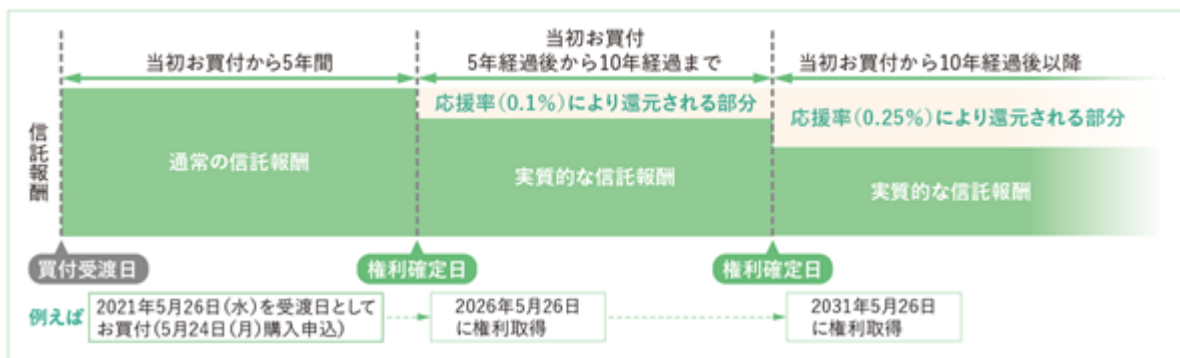 当初お買付から5年間
当初お買付
5年経過後から10年経過まで
当初お買付から10年経過後以降
信託報酬
通常の信託報酬
応援率(0.1%)により還元される部分
実質的な信託報酬
応援率(0.25%)により還元される部分
実質的な信託報酬
買付受渡日
権利確定日
権利確定日
例えば
2021年5月26日(水)を受渡日として
お買付(5月24日(月)購入申込)
2026年5月26日
に権利取得
2031年5月26日
に権利取得